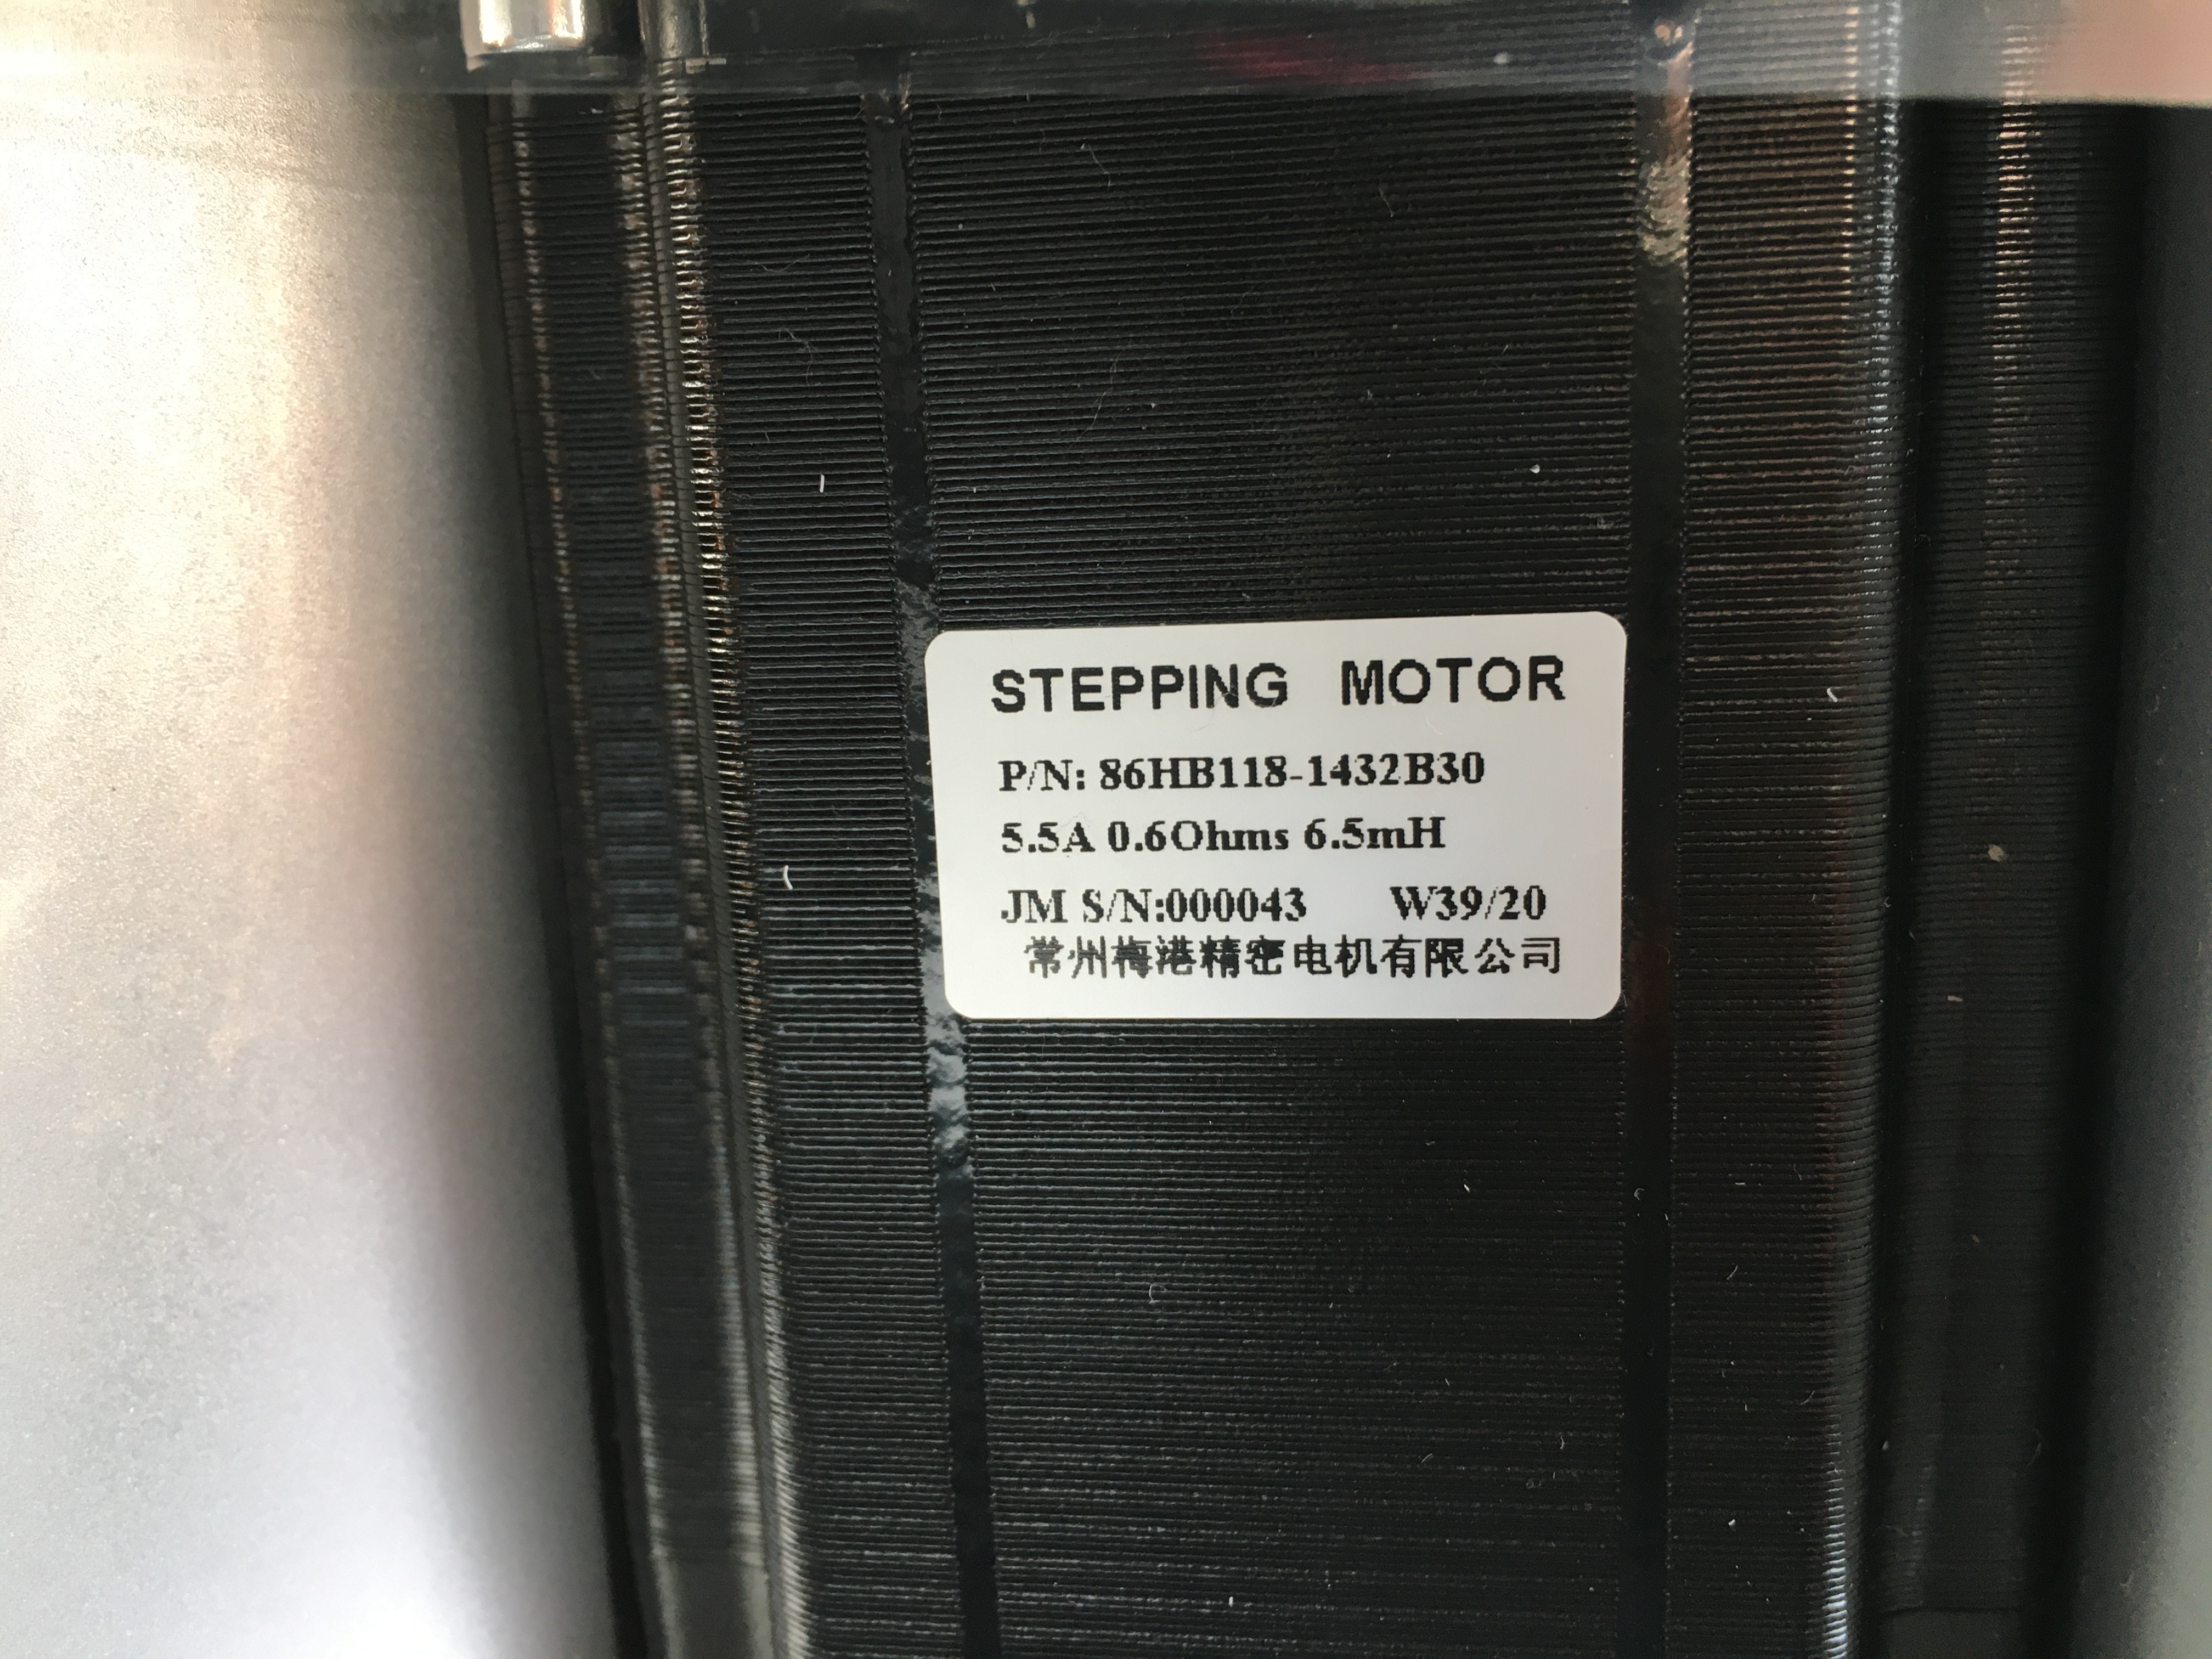 STEPPING MOTOR
P/N: 86HB118-1432B30
5.5A 0.6Ohms 6.5mH
JM S/N:000043 W39/20
常州梅港精密电机有限公司